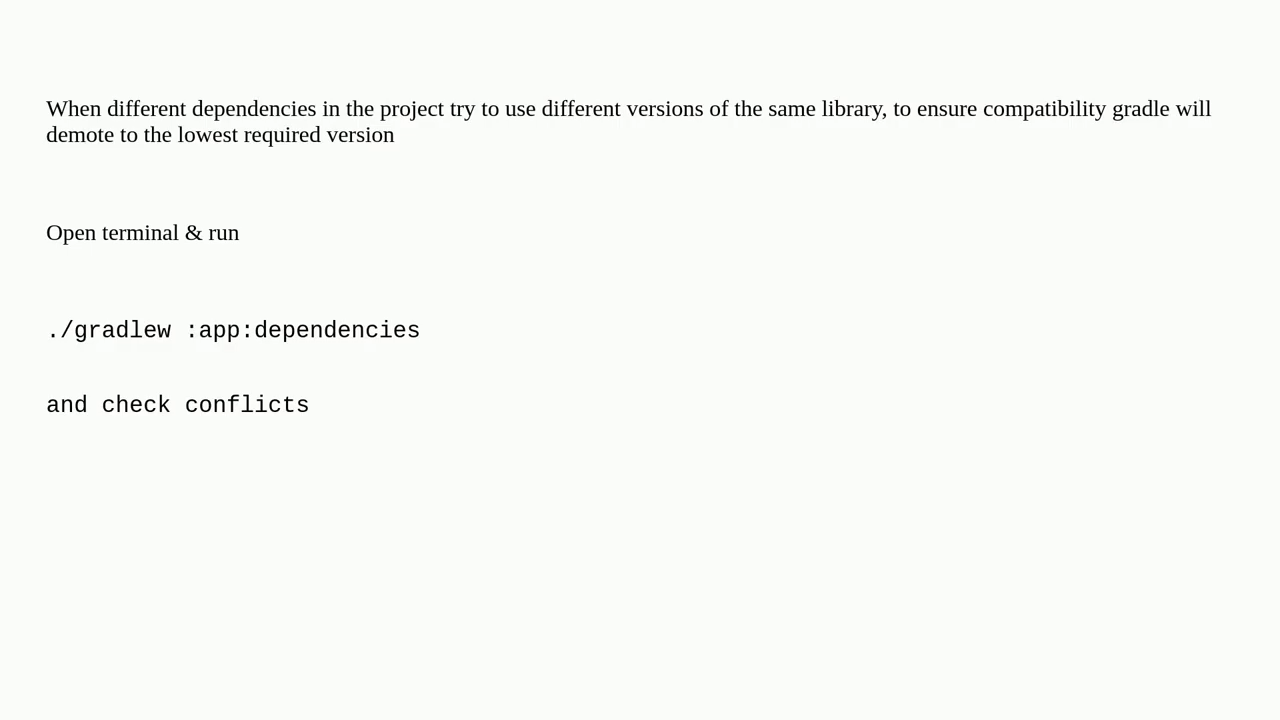 When different dependencies in the project try to use different versions of the same library, to ensure compatibility gradle will
demote to the lowest required version
Open terminal & run
./gradlew :app:dependencies
and check conflicts